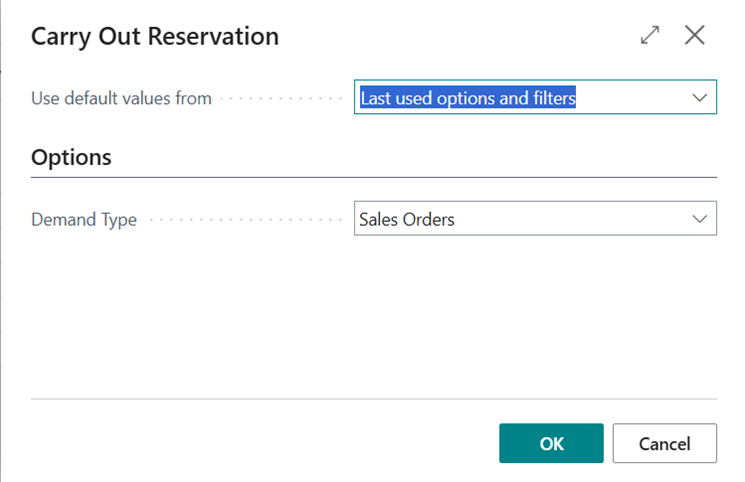 Carry Out Reservation
Use default values from
Last used options and filters
Options
Demand Type
Sales Orders
OK
Cancel